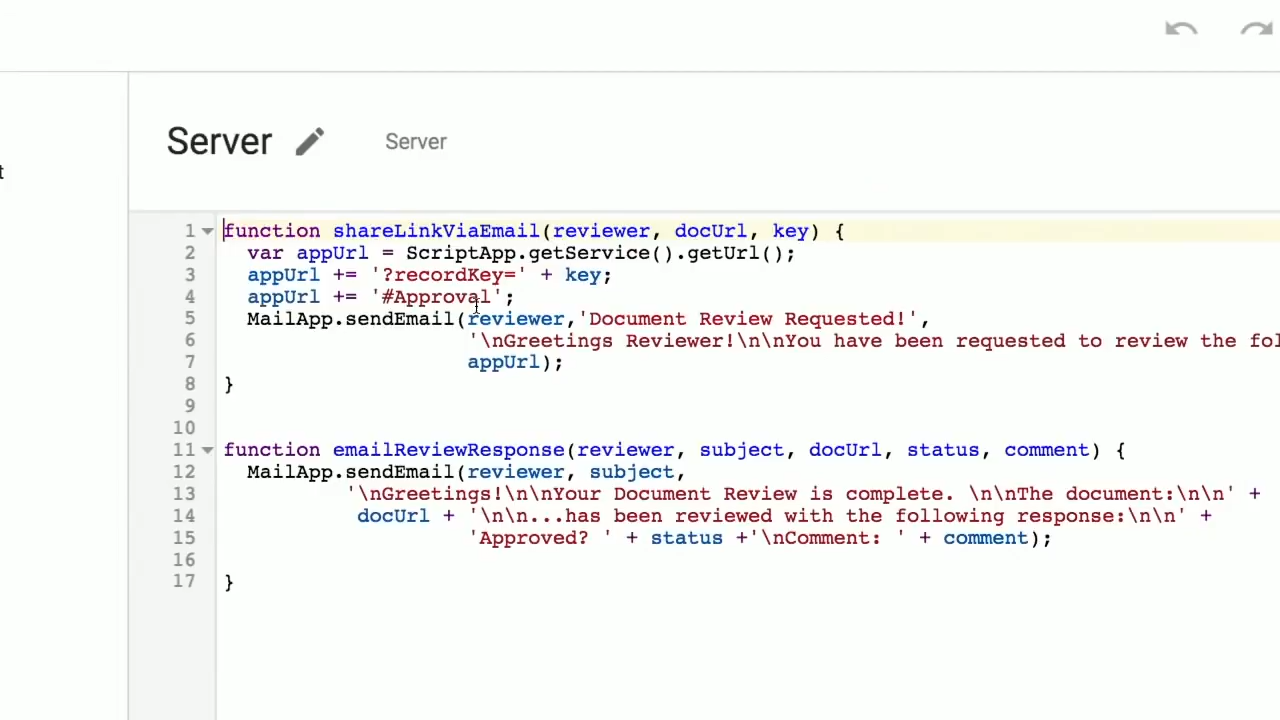 Server Server
t
1 function shareLinkViaEmail(reviewer, docUrl, key) {
2 var appUrl = ScriptApp.getService().getUrl();
3 appUrl += '?recordKey=' + key;
4 appUrl += '#Approval';
5 MailApp.sendEmail(reviewer,'Document Review Requested!',
6 '\nGreetings Reviewer!\n\nYou have been requested to review the fol
7 appUrl);
8 }
9
10
11 function emailReviewResponse(reviewer, subject, docUrl, status, comment) {
12 MailApp.sendEmail(reviewer, subject,
13 '\nGreetings!\n\nYour Document Review is complete. \n\nThe document:\n\n' +
14 docUrl + '\n\n...has been reviewed with the following response:\n\n' +
15 'Approved? ' + status +'\nComment: ' + comment);
16
17 }